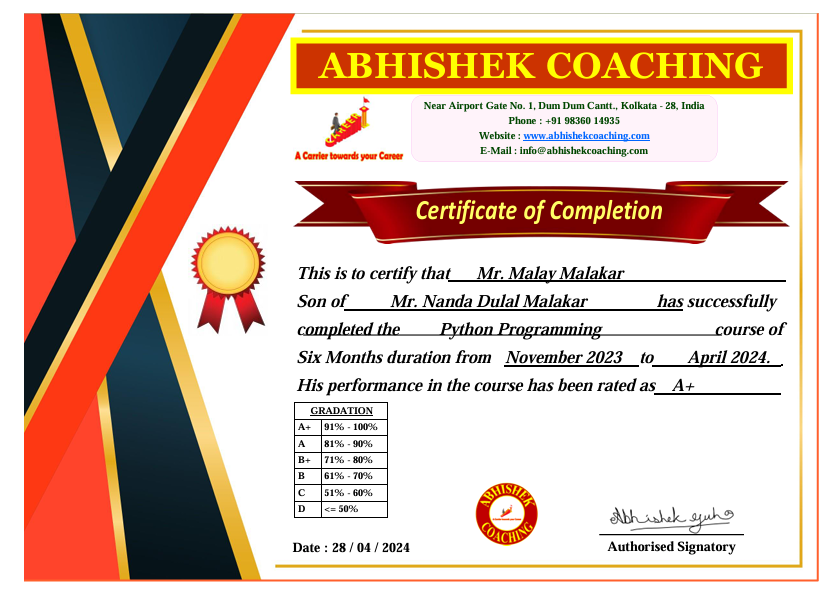 ABHISHEK COACHING
Near Airport Gate No. 1, Dum Dum Cantt., Kolkata - 28, India
Phone : +91 98360 14935
Website : www.abhishekcoaching.com
E-Mail : info@abhishekcoaching.com
CAREER
A Carrier towards your Career
Certificate of Completion
This is to certify that Mr. Malay Malakar
Son of Mr. Nanda Dulal Malakar has successfully
completed the Python Programming course of
Six Months duration from November 2023 to April 2024.
His performance in the course has been rated as A+
GRADATION
A+ 91% - 100%
A 81% - 90%
B+ 71% - 80%
B 61% - 70%
C 51% - 60%
D <= 50%
ABHISHEK
COACHING
Abhishek Guha
Date : 28 / 04 / 2024
Authorised Signatory